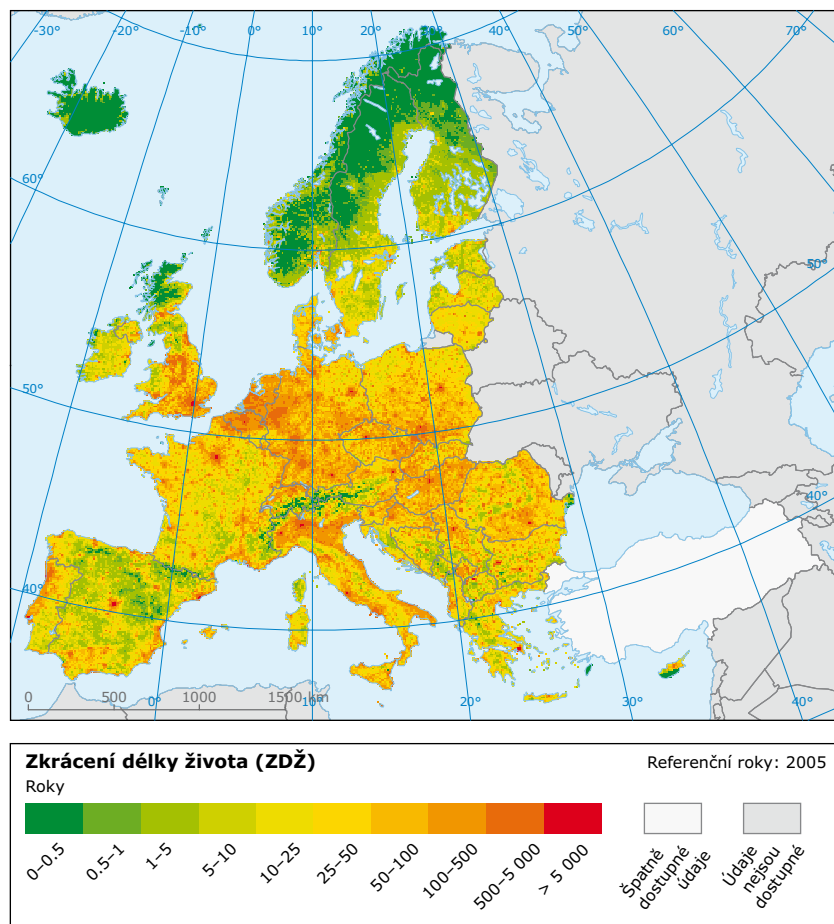 -30° -20° -10° 0° 10° 20° 30° 40° 50° 60° 70°
60°
50°
50°
40°
40°
0 500 1000 1500 km
0° 10° 20° 30° 40°
Zkrácení délky života (ZDŽ) Referenční roky: 2005
Roky
0–0.5 0.5–1 1–5 5–10 10–25 25–50 50–100 100–500 500–5 000 > 5 000
Špatně dostupné údaje
Údaje nejsou dostupné